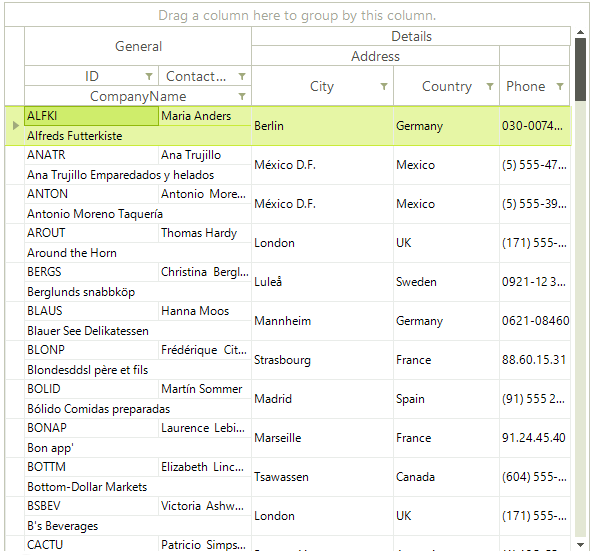 Drag a column here to group by this column.
General
Details
Address
ID Contact...
City Country Phone
CompanyName
ALFKI Maria Anders
Berlin Germany 030-0074...
Alfreds Futterkiste
ANATR Ana Trujillo
México D.F. Mexico (5) 555-47...
Ana Trujillo Emparedados y helados
ANTON Antonio More...
México D.F. Mexico (5) 555-39...
Antonio Moreno Taquería
AROUT Thomas Hardy
London UK (171) 555-...
Around the Horn
BERGS Christina Bergl...
Luleå Sweden 0921-12 3...
Berglunds snabbköp
BLAUS Hanna Moos
Mannheim Germany 0621-08460
Blauer See Delikatessen
BLONP Frédérique Cit...
Strasbourg France 88.60.15.31
Blondesddsl père et fils
BOLID Martín Sommer
Madrid Spain (91) 555 2...
Bólido Comidas preparadas
BONAP Laurence Lebi...
Marseille France 91.24.45.40
Bon app'
BOTTM Elizabeth Linc...
Tsawassen Canada (604) 555-...
Bottom-Dollar Markets
BSBEV Victoria Ashw...
London UK (171) 555-...
B's Beverages
CACTU Patricio Simps...